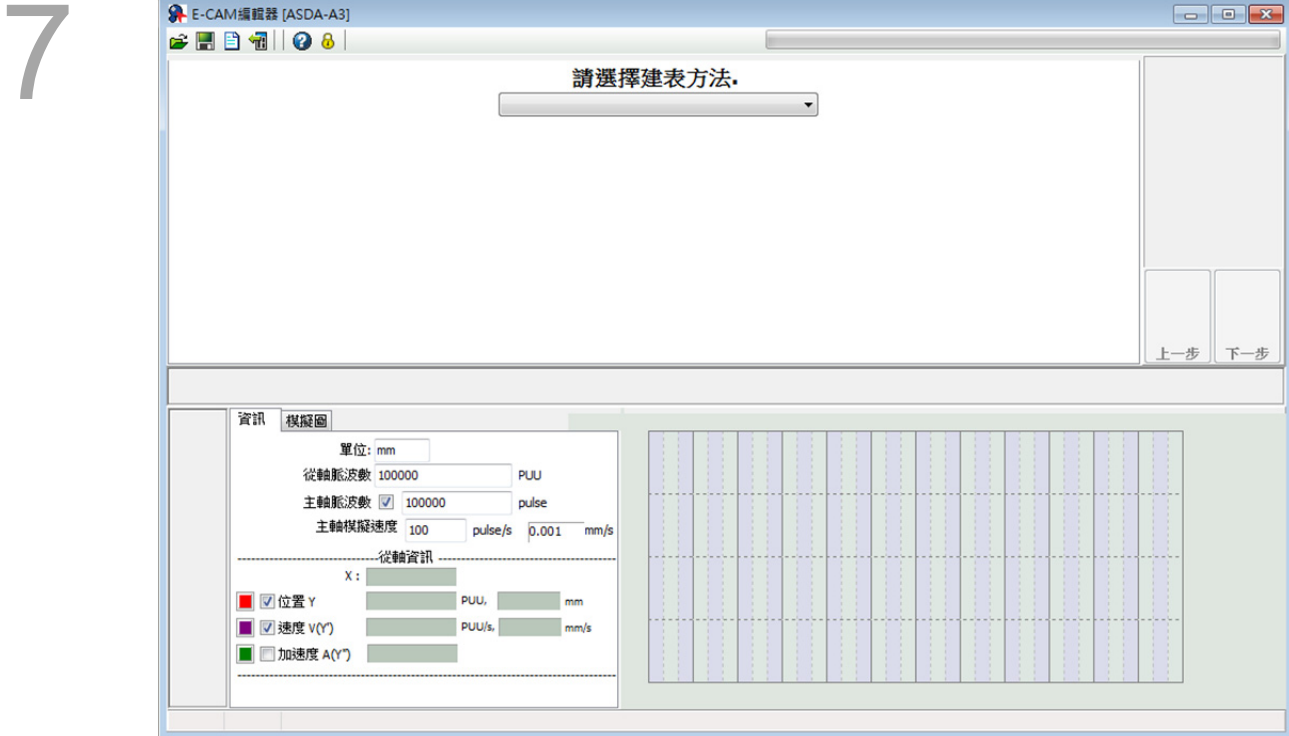 7
E-CAM編輯器 [ASDA-A3]
請選擇建表方法.
上一步 下一步
資訊 模擬圖
單位: mm
從軸脈波數 100000 PUU
主軸脈波數 100000 pulse
主軸模擬速度 100 pulse/s 0.001 mm/s
從軸資訊
X :
位置 Y PUU, mm
速度 V(Y') PUU/s, mm/s
加速度 A(Y")